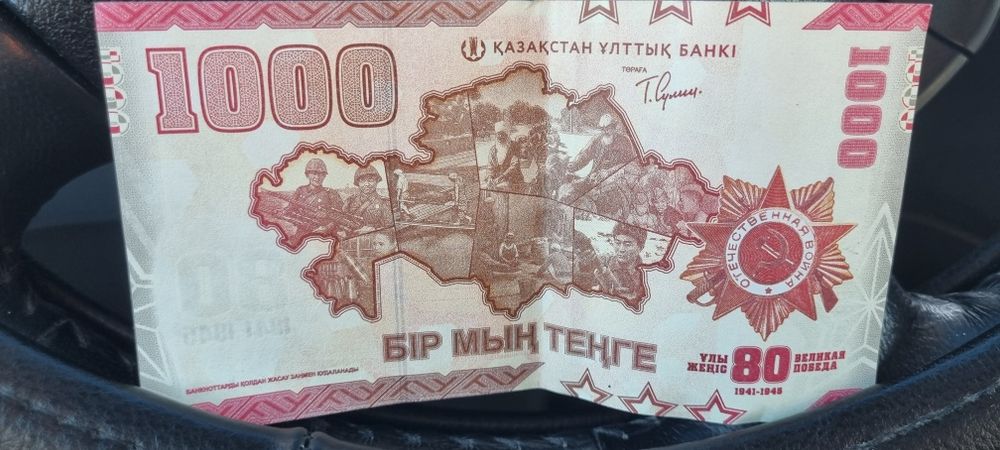 1000
ҚАЗАҚСТАН ҰЛТТЫҚ БАНКІ
ТӨРАҒА
1000
ОТЕЧЕСТВЕННАЯ ВОЙНА
БІР МЫҢ ТЕҢГЕ
ҰЛЫ ЖЕҢІС 80 ВЕЛИКАЯ ПОБЕДА
1941-1945
БАНКНОТТАРДЫ ҚОЛДАН ЖАСАУ ЗАҢМЕН ҚУДАЛАНАДЫ